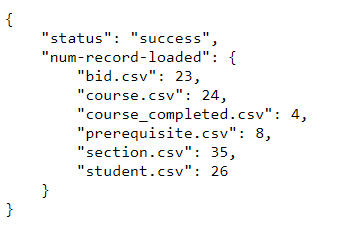 {
    "status": "success",
    "num-record-loaded": {
        "bid.csv": 23,
        "course.csv": 24,
        "course_completed.csv": 4,
        "prerequisite.csv": 8,
        "section.csv": 35,
        "student.csv": 26
    }
}